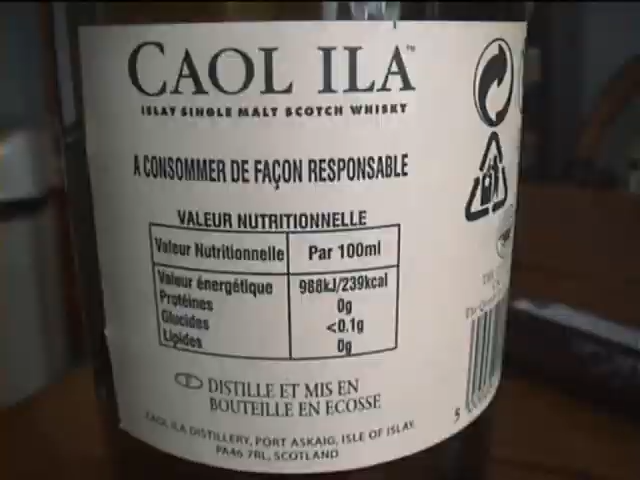 CAOL ILA™
ISLAY SINGLE MALT SCOTCH WHISKY
A CONSOMMER DE FAÇON RESPONSABLE
VALEUR NUTRITIONNELLE
Valeur Nutritionnelle Par 100ml
Valeur énergétique 988kJ/239kcal
Protéines 0g
Glucides <0.1g
Lipides 0g
DISTILLE ET MIS EN
BOUTEILLE EN ECOSSE
CAOL ILA DISTILLERY, PORT ASKAIG, ISLE OF ISLAY
PA46 7RL, SCOTLAND
5